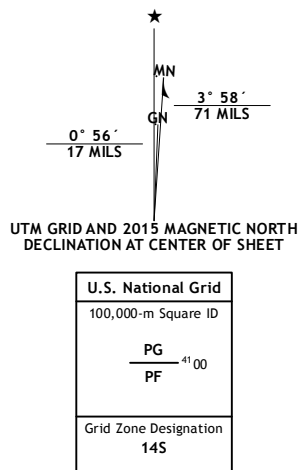 MN
3° 58´
71 MILS
GN
0° 56´
17 MILS
UTM GRID AND 2015 MAGNETIC NORTH
DECLINATION AT CENTER OF SHEET
U.S. National Grid
100,000-m Square ID
PG
41 00
PF
Grid Zone Designation
14S